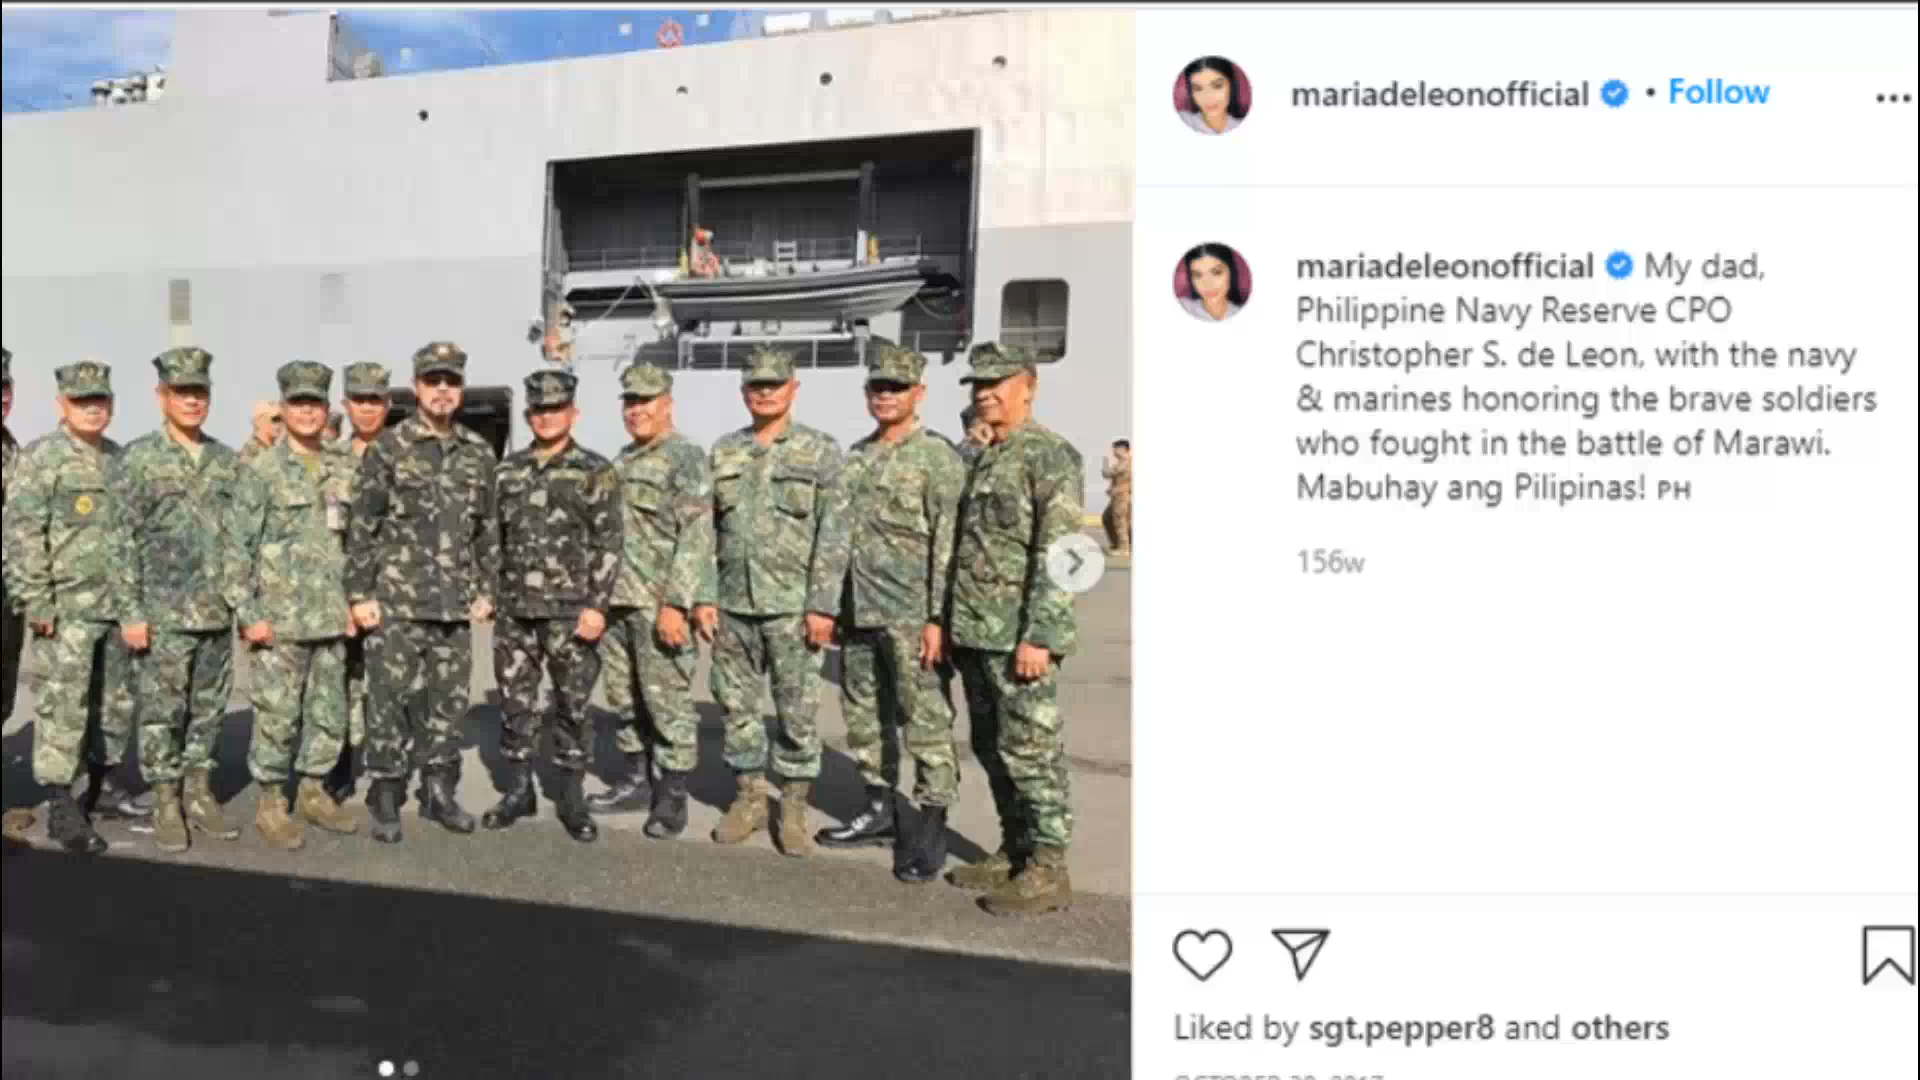 mariadeleonofficial • Follow
mariadeleonofficial My dad,
Philippine Navy Reserve CPO
Christopher S. de Leon, with the navy
& marines honoring the brave soldiers
who fought in the battle of Marawi.
Mabuhay ang Pilipinas! PH
156w
Liked by sgt.pepper8 and others